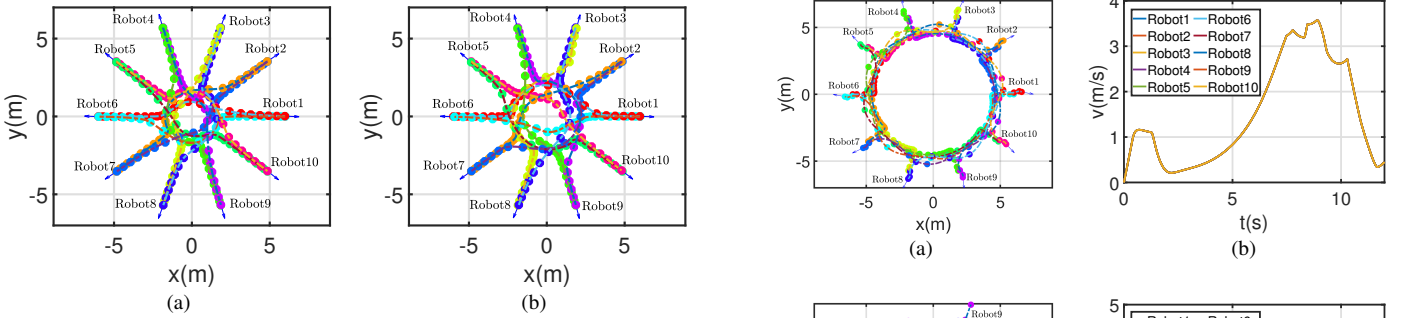 Robot4
Robot3
Robot5
Robot2
Robot6
Robot1
Robot7
Robot10
Robot8
Robot9
5
0
-5
y(m)
-5 0 5
x(m)
(a)
Robot4
Robot3
Robot5
Robot2
Robot6
Robot1
Robot7
Robot10
Robot8
Robot9
5
0
-5
y(m)
-5 0 5
x(m)
(b)
Robot4
Robot3
Robot5
Robot2
Robot6
Robot1
Robot7
Robot10
Robot8
Robot9
5
0
-5
y(m)
-5 0 5
x(m)
(a)
4
3
2
1
0
v(m/s)
Robot1 Robot6
Robot2 Robot7
Robot3 Robot8
Robot4 Robot9
Robot5 Robot10
0 5 10
t(s)
(b)
Robot9
5